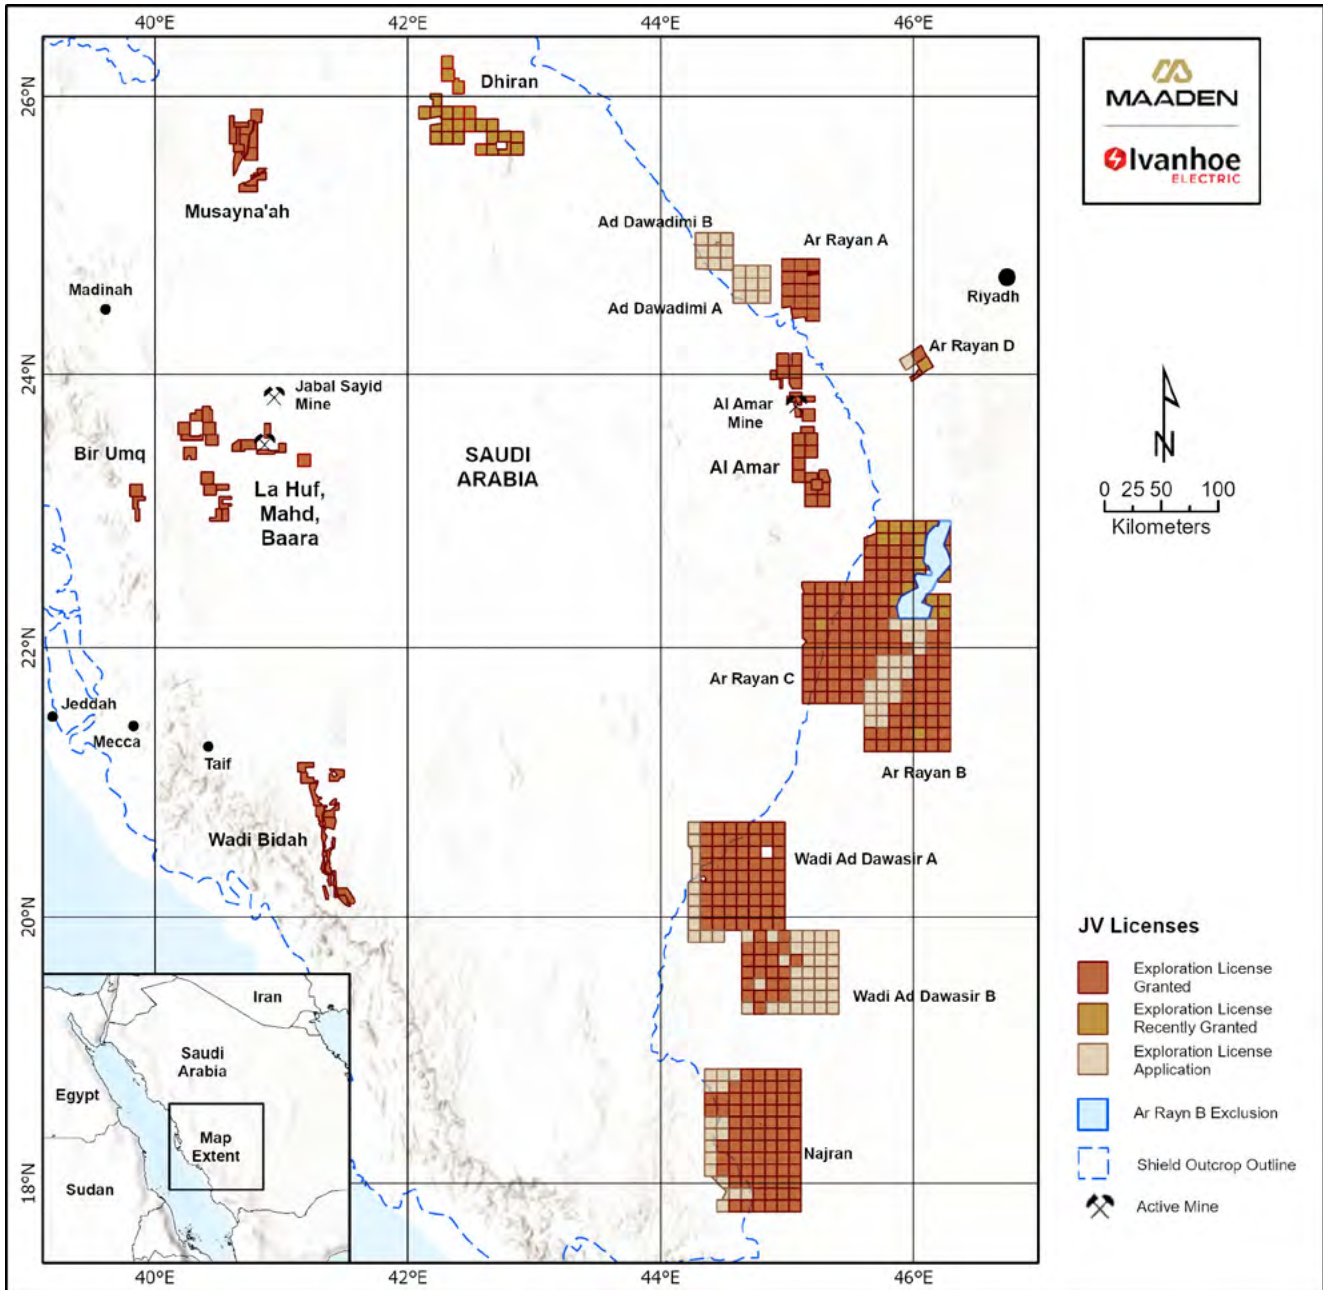 40°E
42°E
44°E
46°E
26°N
24°N
22°N
20°N
18°N
40°E
42°E
44°E
46°E
Dhiran
Musayna'ah
Madinah
Ad Dawadimi B
Ar Rayan A
Ad Dawadimi A
Riyadh
Ar Rayan D
Jabal Sayid
Mine
Al Amar
Mine
Bir Umq
SAUDI
ARABIA
Al Amar
La Huf,
Mahd,
Baara
Ar Rayan C
Jeddah
Mecca
Taif
Ar Rayan B
Wadi Bidah
Wadi Ad Dawasir A
Wadi Ad Dawasir B
Najran
Iran
Saudi
Arabia
Egypt
Map
Extent
Sudan
MAADEN
Ivanhoe
ELECTRIC
N
0 25 50 100
Kilometers
JV Licenses
Exploration License
Granted
Exploration License
Recently Granted
Exploration License
Application
Ar Rayn B Exclusion
Shield Outcrop Outline
Active Mine